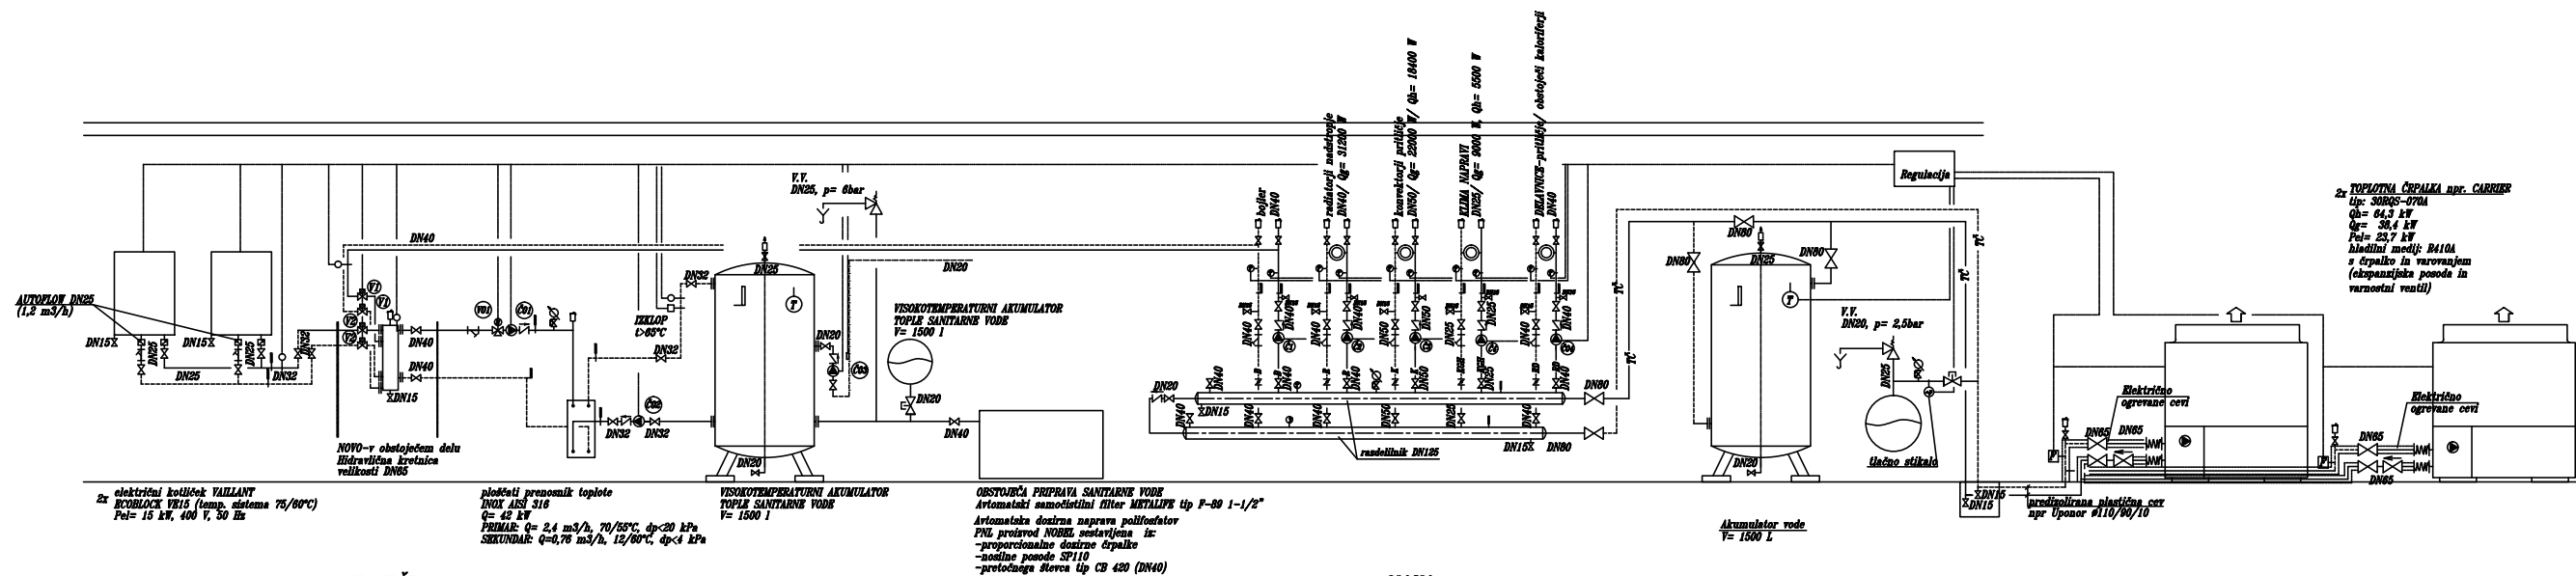 bojler
DN40
radiatorji nadstropje
DN40/ Qg= 31200 W
konvektorji pritličje
DN50/ Qg= 22000 W/ Qh= 18400 W
KLIMA NAPRAVI
DN25/ Qg= 9000 W, Qh= 5500 W
DELAVNICE-pritličje/ obstoječi kaloriferji
DN40
V.V.
DN25, p= 6bar
Regulacija
2x TOPLOTNA ČRPALKA npr. CARRIER
tip: 30RQS-070A
Qh= 64,3 kW
Qg= 38,4 kW
Pel= 23,7 kW
hladilni medij: R410A
s črpalko in varovanjem
(ekspanzijska posoda in
varnostni ventil)
AUTOFLOW DN25
(1,2 m3/h)
DN40
DN20
DN32
DN25
DN80
DN25
DN80
DN80
V1
V1
V2
V2
V01
Č01
IZKLOP
t>65°C
T
VISOKOTEMPERATURNI AKUMULATOR
TOPLE SANITARNE VODE
V= 1500 l
T
V.V.
DN20, p= 2,5bar
DN15
DN25
DN15
DN25
DN32
DN40
DN32
DN20
Č03
DN25
DN32
DN40
DN15
DN20
Č02
DN32
DN32
DN40
DN20
DN15
DN80
DN15
DN80
razdelilnik DN125
DN25
tlačno stikalo
Električno
ogrevane cevi
Električno
ogrevane cevi
DN65
DN65
DN65
DN65
NOVO-v obstoječem delu
Hidravlična kretnica
velikosti DN65
DN20
DN20
DN15
DN15
2x električni kotliček VAILLANT
ECOBLOCK VE15 (temp. sistema 75/60°C)
Pel= 15 kW, 400 V, 50 Hz
ploščati prenosnik toplote
INOX AISI 316
Q= 42 kW
PRIMAR: Q= 2,4 m3/h, 70/55°C, dp<20 kPa
SEKUNDAR: Q=0,76 m3/h, 12/60°C, dp<4 kPa
VISOKOTEMPERATURNI AKUMULATOR
TOPLE SANITARNE VODE
V= 1500 l
OBSTOJEČA PRIPRAVA SANITARNE VODE
Avtomatski samočistilni filter METALIFE tip F-89 1-1/2"
Avtomatska dozirna naprava polifosfatov
PNL proizvod NOBEL sestavljena iz:
-proporcionalne dozirne črpalke
-nosilne posode SP110
-pretočnega števca tip CB 420 (DN40)
Akumulator vode
V= 1500 L
predizolirana plastična cev
npr Uponor ø110/90/10